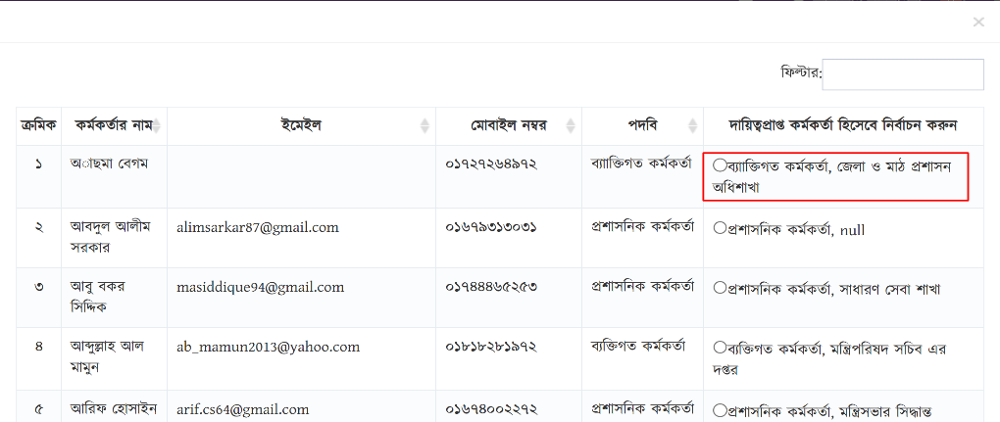 ×
ফিল্টার:
ক্রমিক কর্মকর্তার নাম ইমেইল মোবাইল নম্বর পদবি দায়িত্বপ্রাপ্ত কর্মকর্তা হিসেবে নির্বাচন করুন
১ অাছমা বেগম ০১৭২৭২৬৪৯৭২ ব্যাক্তিগত কর্মকর্তা ব্যাক্তিগত কর্মকর্তা, জেলা ও মাঠ প্রশাসন
অধিশাখা
২ আবদুল আলীম alimsarkar87@gmail.com ০১৬৭৯৩১৩০৩১ প্রশাসনিক কর্মকর্তা প্রশাসনিক কর্মকর্তা, null
সরকার
৩ আবু বকর masiddique94@gmail.com ০১৭৪৪৪৬৫২৫৩ প্রশাসনিক কর্মকর্তা প্রশাসনিক কর্মকর্তা, সাধারণ সেবা শাখা
সিদ্দিক
৪ আব্দুল্লাহ আল ab_mamun2013@yahoo.com ০১৮১৮২৮১৯৭২ ব্যক্তিগত কর্মকর্তা ব্যক্তিগত কর্মকর্তা, মন্ত্রিপরিষদ সচিব এর
মামুন দপ্তর
৫ আরিফ হোসাইন arif.cs64@gmail.com ০১৬৭৪০০২২৭২ প্রশাসনিক কর্মকর্তা প্রশাসনিক কর্মকর্তা, মন্ত্রিসভার সিদ্ধান্ত